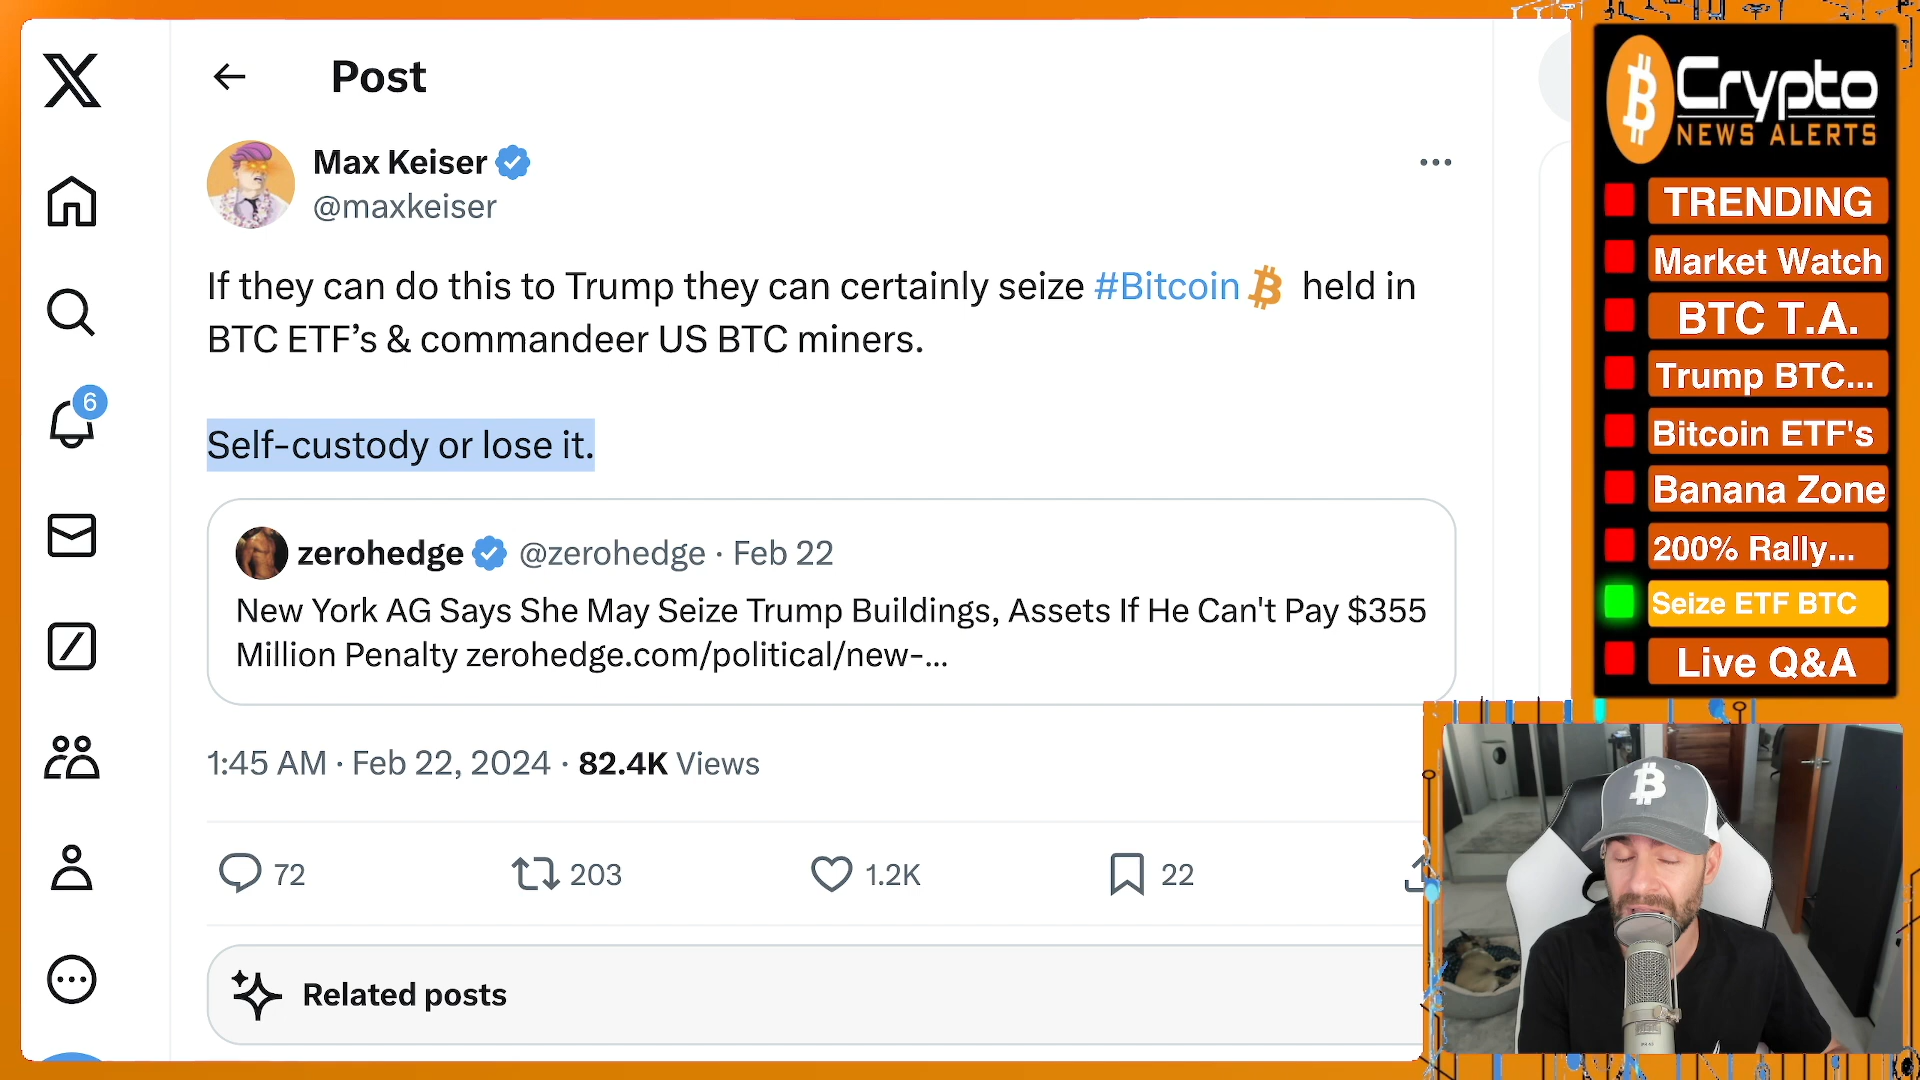 Post
Max Keiser
@maxkeiser
If they can do this to Trump they can certainly seize #Bitcoin held in
BTC ETF’s & commandeer US BTC miners.
Self-custody or lose it.
zerohedge @zerohedge · Feb 22
New York AG Says She May Seize Trump Buildings, Assets If He Can't Pay $355
Million Penalty zerohedge.com/political/new-...
1:45 AM · Feb 22, 2024 · 82.4K Views
72 203 1.2K 22
Related posts
6
Crypto
NEWS ALERTS
TRENDING
Market Watch
BTC T.A.
Trump BTC...
Bitcoin ETF's
Banana Zone
200% Rally...
Seize ETF BTC
Live Q&A